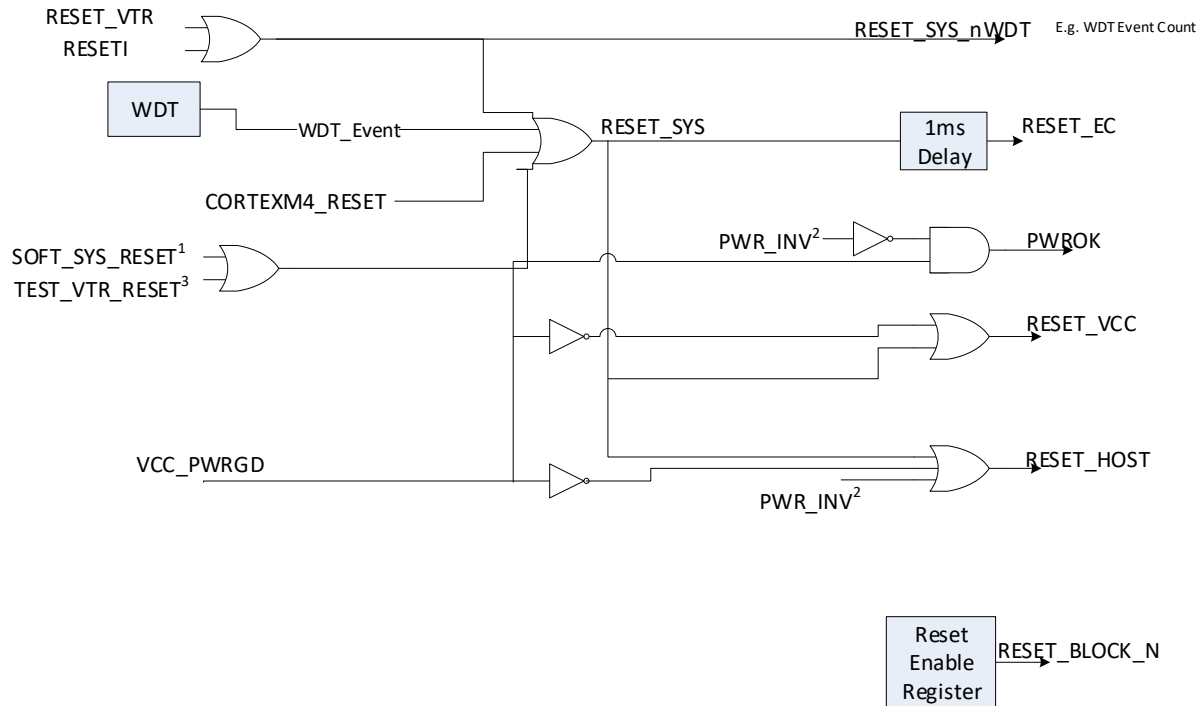 RESET_VTR
RESET_SYS_nWDT
E.g. WDT Event Count
RESETI
WDT
WDT_Event
RESET_SYS
1ms
Delay
RESET_EC
CORTEXM4_RESET
SOFT_SYS_RESET¹
TEST_VTR_RESET³
PWR_INV²
PWROK
RESET_VCC
VCC_PWRGD
RESET_HOST
PWR_INV²
Reset
Enable
Register
RESET_BLOCK_N